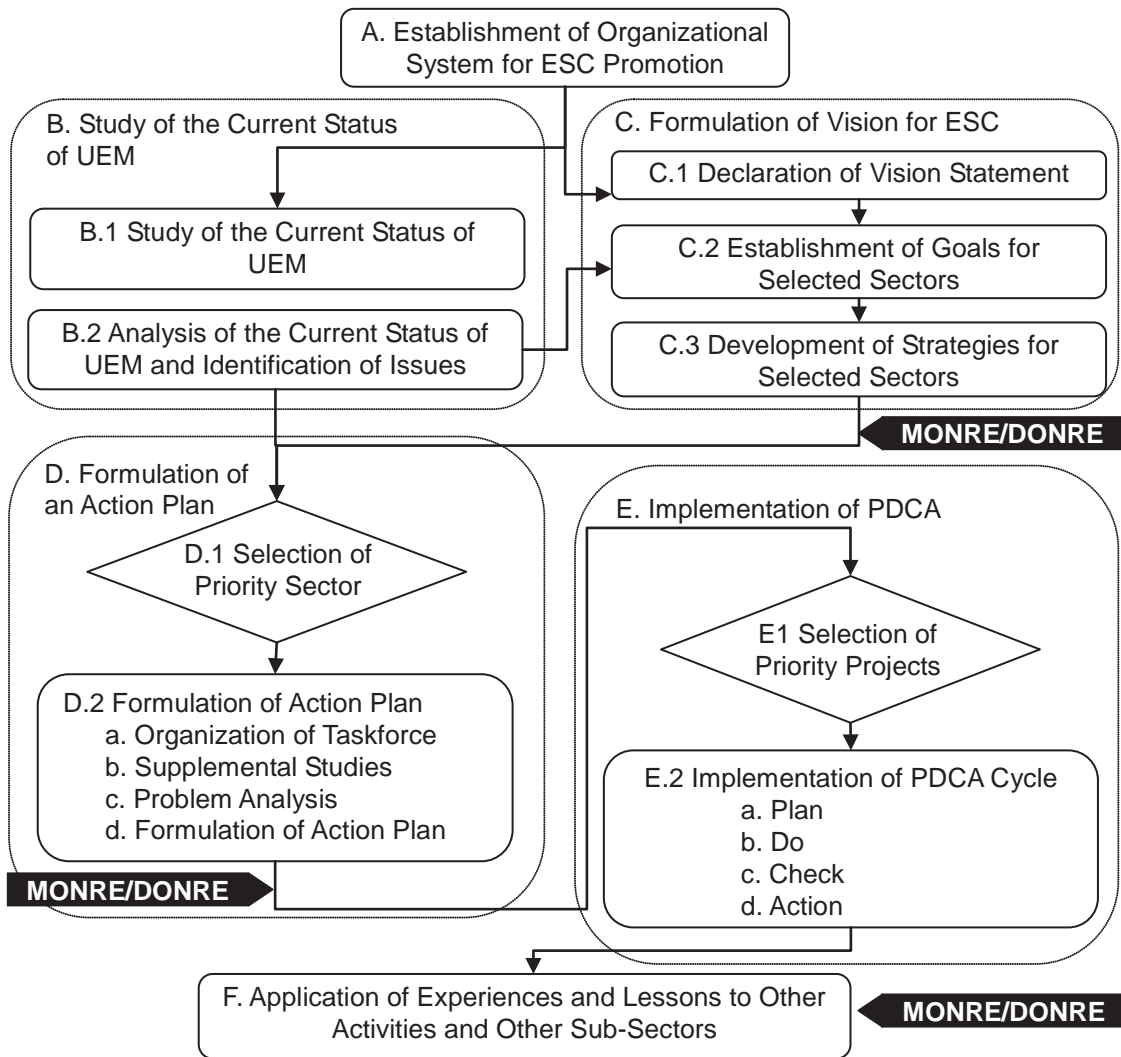 A. Establishment of Organizational
System for ESC Promotion
B. Study of the Current Status
of UEM
B.1 Study of the Current Status of
UEM
B.2 Analysis of the Current Status of
UEM and Identification of Issues
C. Formulation of Vision for ESC
C.1 Declaration of Vision Statement
C.2 Establishment of Goals for
Selected Sectors
C.3 Development of Strategies for
Selected Sectors
MONRE/DONRE
D. Formulation of
an Action Plan
D.1 Selection of
Priority Sector
D.2 Formulation of Action Plan
a. Organization of Taskforce
b. Supplemental Studies
c. Problem Analysis
d. Formulation of Action Plan
MONRE/DONRE
E. Implementation of PDCA
E1 Selection of
Priority Projects
E.2 Implementation of PDCA Cycle
a. Plan
b. Do
c. Check
d. Action
F. Application of Experiences and Lessons to Other
Activities and Other Sub-Sectors
MONRE/DONRE